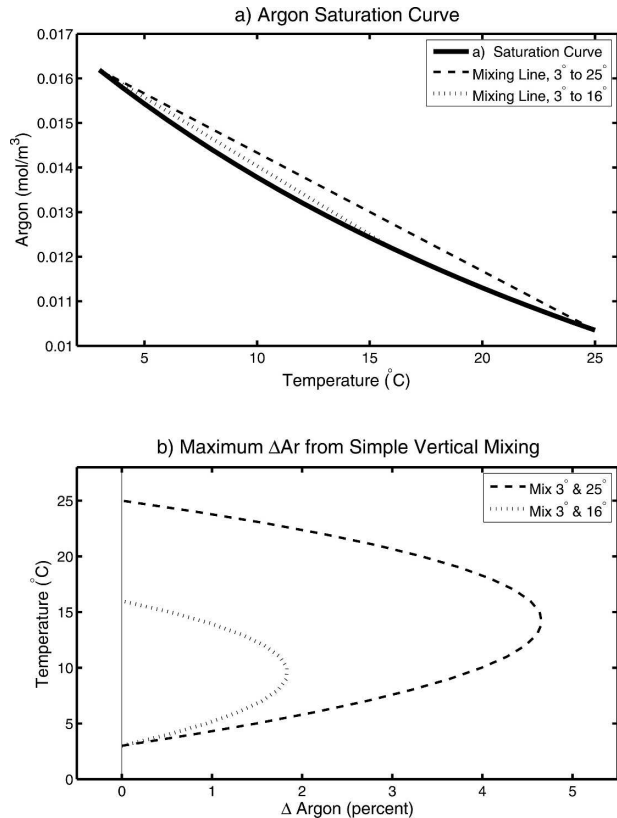 a) Argon Saturation Curve
0.017
0.016
0.015
0.014
0.013
0.012
0.011
0.01
Argon (mol/m³)
a) Saturation Curve
Mixing Line, 3° to 25°
Mixing Line, 3° to 16°
5 10 15 20 25
Temperature (°C)
b) Maximum ΔAr from Simple Vertical Mixing
25
20
15
10
5
0
Temperature (°C)
Mix 3° & 25°
Mix 3° & 16°
0 1 2 3 4 5
Δ Argon (percent)